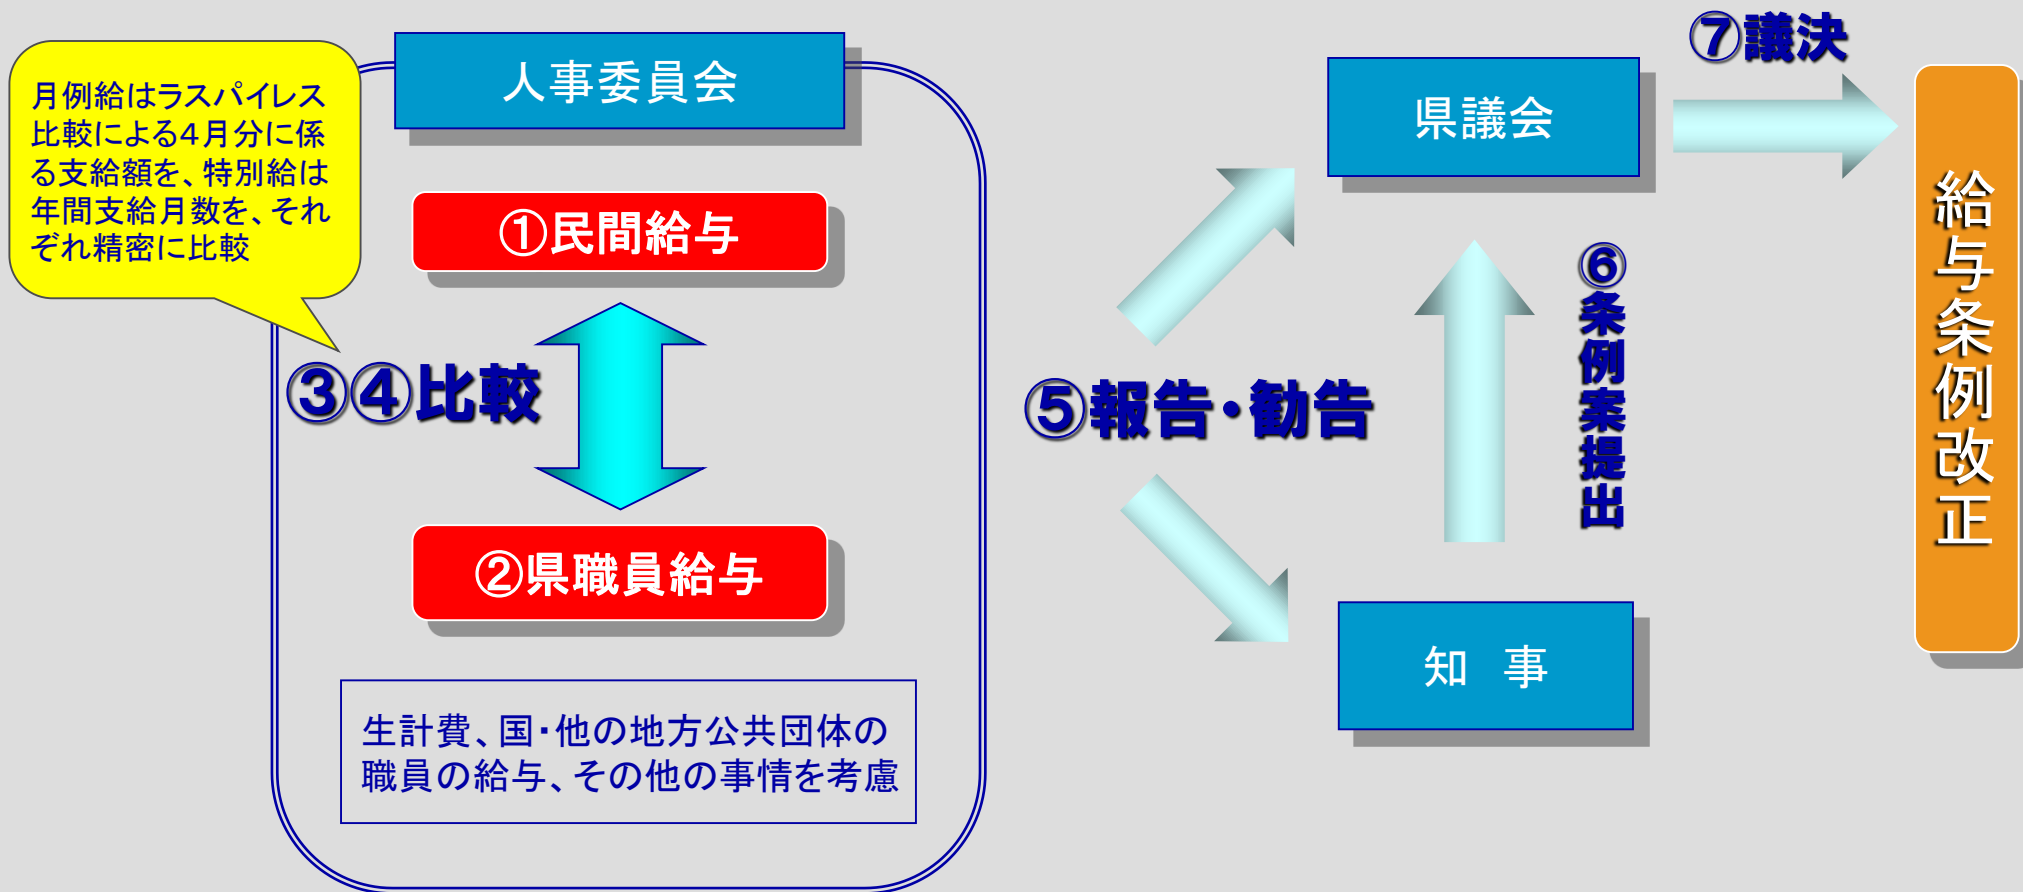 人事委員会
月例給はラスパイレス
比較による4月分に係
る支給額を、特別給は
年間支給月数を、それ
ぞれ精密に比較
①民間給与
③④比較
②県職員給与
生計費、国・他の地方公共団体の
職員の給与、その他の事情を考慮
⑤報告・勧告
県議会
⑥条例案提出
知　事
⑦議決
給与条例改正